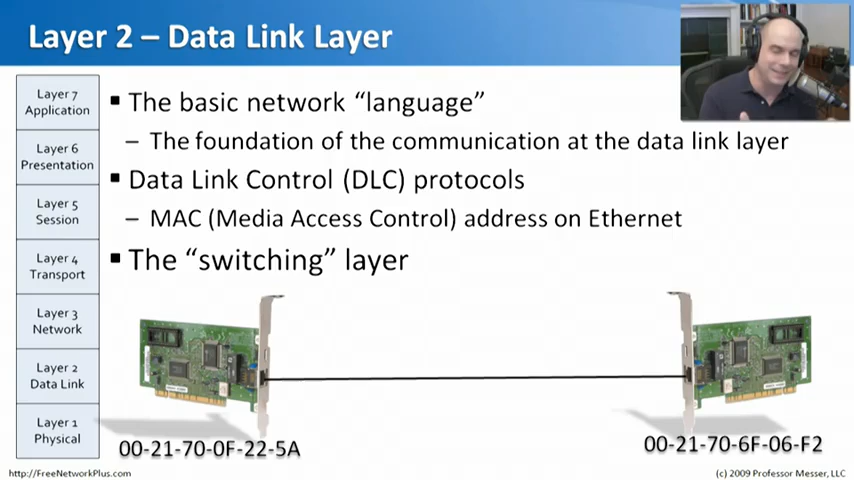 Layer 2 – Data Link Layer
Layer 7
Application
Layer 6
Presentation
Layer 5
Session
Layer 4
Transport
Layer 3
Network
Layer 2
Data Link
Layer 1
Physical
▪ The basic network “language”
– The foundation of the communication at the data link layer
▪ Data Link Control (DLC) protocols
– MAC (Media Access Control) address on Ethernet
▪ The “switching” layer
00-21-70-0F-22-5A
00-21-70-6F-06-F2
http://FreeNetworkPlus.com
(c) 2009 Professor Messer, LLC